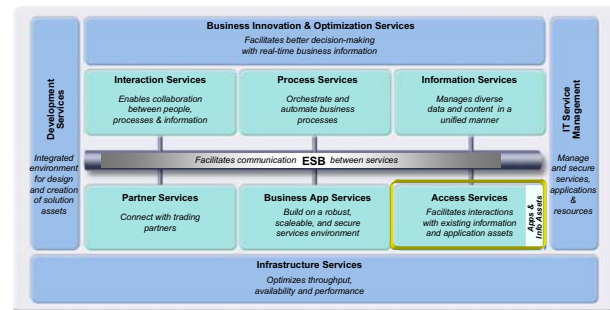 Business Innovation & Optimization Services
Facilitates better decision-making
with real-time business information
Development
Services
Integrated
environment
for design
and creation
of solution
assets
Interaction Services
Enables collaboration
between people,
processes & information
Process Services
Orchestrate and
automate business
processes
Information Services
Manages diverse
data and content in a
unified manner
IT Service
Management
Manage
and secure
services,
applications
&
resources
Facilitates communication ESB between services
Partner Services
Connect with trading
partners
Business App Services
Build on a robust,
scaleable, and secure
services environment
Access Services
Facilitates interactions
with existing information
and application assets
Apps &
Info Assets
Infrastructure Services
Optimizes throughput,
availability and performance